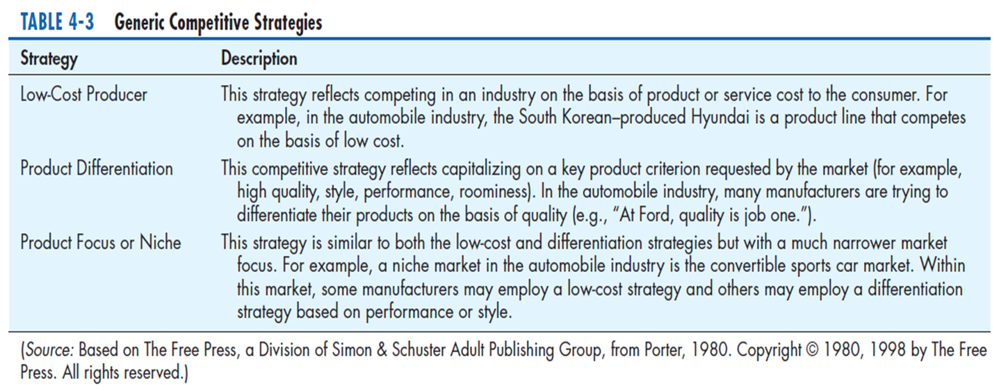 TABLE 4-3 Generic Competitive Strategies
Strategy Description
Low-Cost Producer This strategy reflects competing in an industry on the basis of product or service cost to the consumer. For
example, in the automobile industry, the South Korean–produced Hyundai is a product line that competes
on the basis of low cost.
Product Differentiation This competitive strategy reflects capitalizing on a key product criterion requested by the market (for example,
high quality, style, performance, roominess). In the automobile industry, many manufacturers are trying to
differentiate their products on the basis of quality (e.g., “At Ford, quality is job one.”).
Product Focus or Niche This strategy is similar to both the low-cost and differentiation strategies but with a much narrower market
focus. For example, a niche market in the automobile industry is the convertible sports car market. Within
this market, some manufacturers may employ a low-cost strategy and others may employ a differentiation
strategy based on performance or style.
(Source: Based on The Free Press, a Division of Simon & Schuster Adult Publishing Group, from Porter, 1980. Copyright © 1980, 1998 by The Free
Press. All rights reserved.)